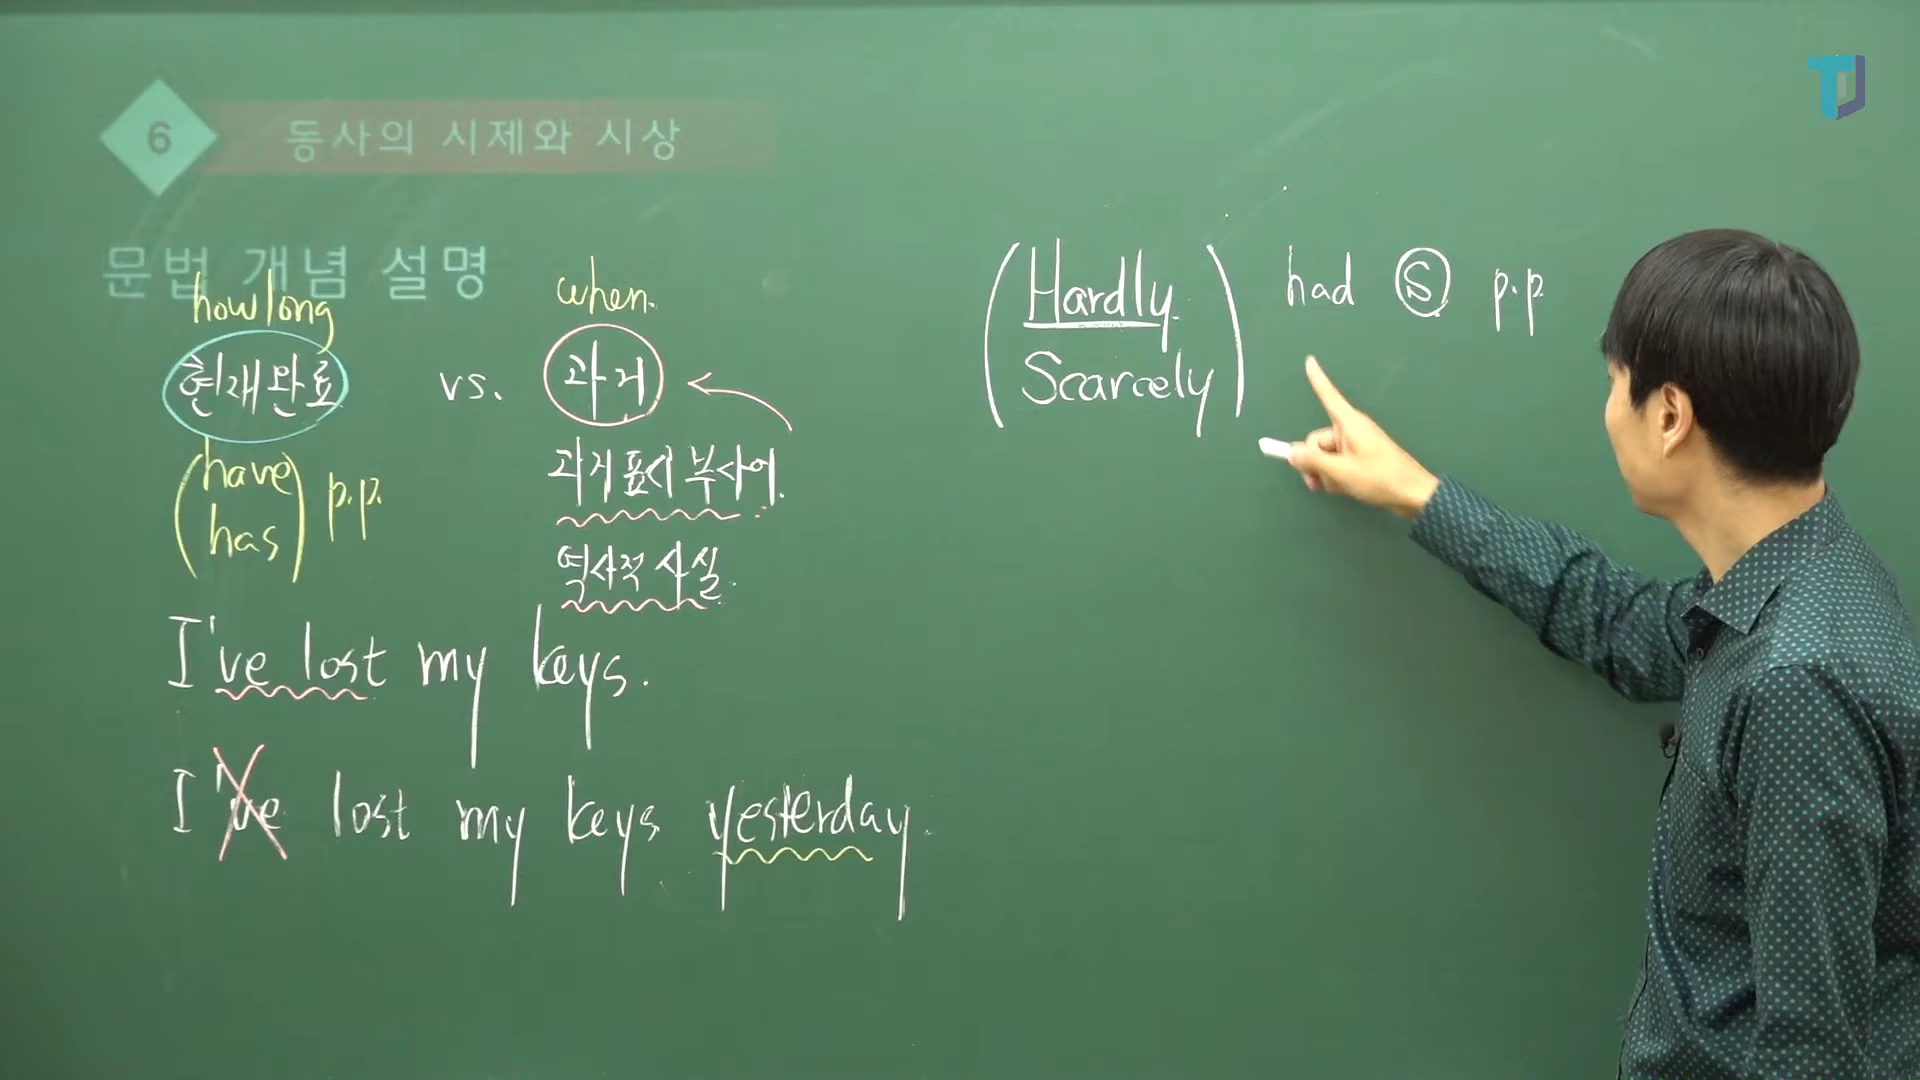 6 동사의 시제와 시상
문법 개념 설명
how long
when.
현재완료 vs. 과거
have
has
p.p.
과거 표시 부사어.
역사적 사실.
I've lost my keys.
I've lost my keys yesterday.
Hardly
Scarcely
had S p.p
TJ